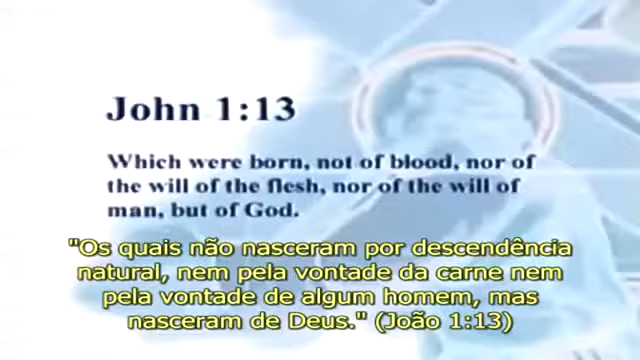 John 1:13
Which were born, not of blood, nor of
the will of the flesh, nor of the will of
man, but of God.
"Os quais não nasceram por descendência
natural, nem pela vontade da carne nem
pela vontade de algum homem, mas
nasceram de Deus." (João 1:13)